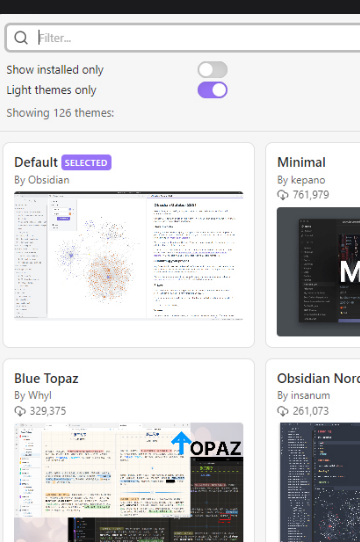 Filter...
Show installed only
Light themes only
Showing 126 themes:
Default SELECTED
By Obsidian
Minimal
By kepano
761,979
M
Blue Topaz
By Whyl
329,375
OPAZ
Obsidian Nord
By insanum
261,073